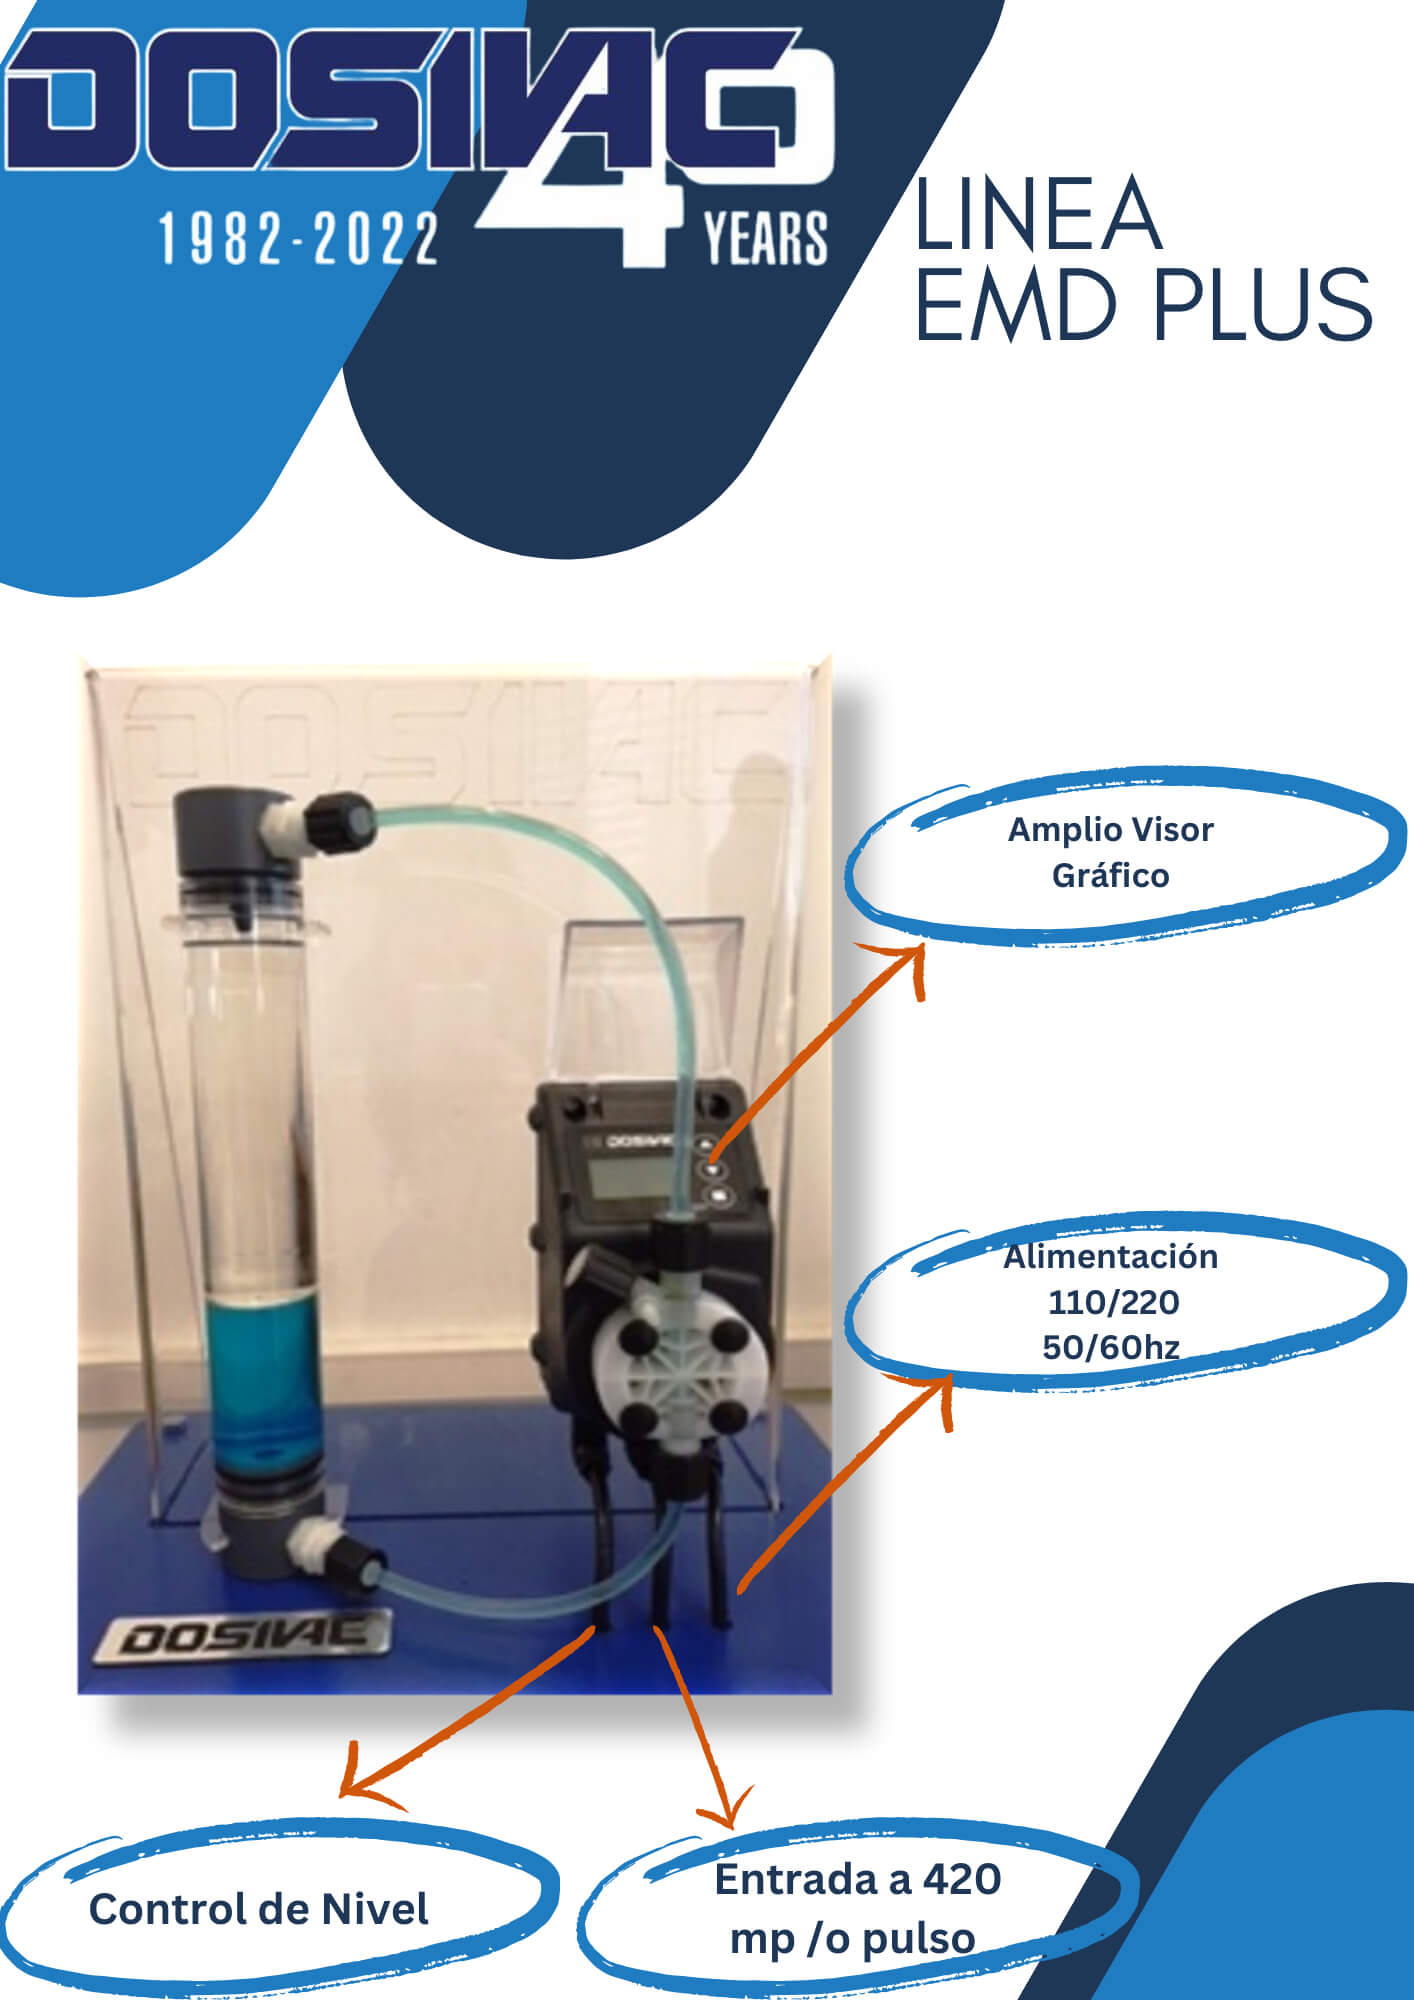 DOSIVAC
40
1982-2022
YEARS
LINEA
EMD PLUS
DOSIVAC
Amplio Visor
Gráfico
DOSIVAC
Alimentación
110/220
50/60hz
DOSIVAC
Control de Nivel
Entrada a 420
mp /o pulso